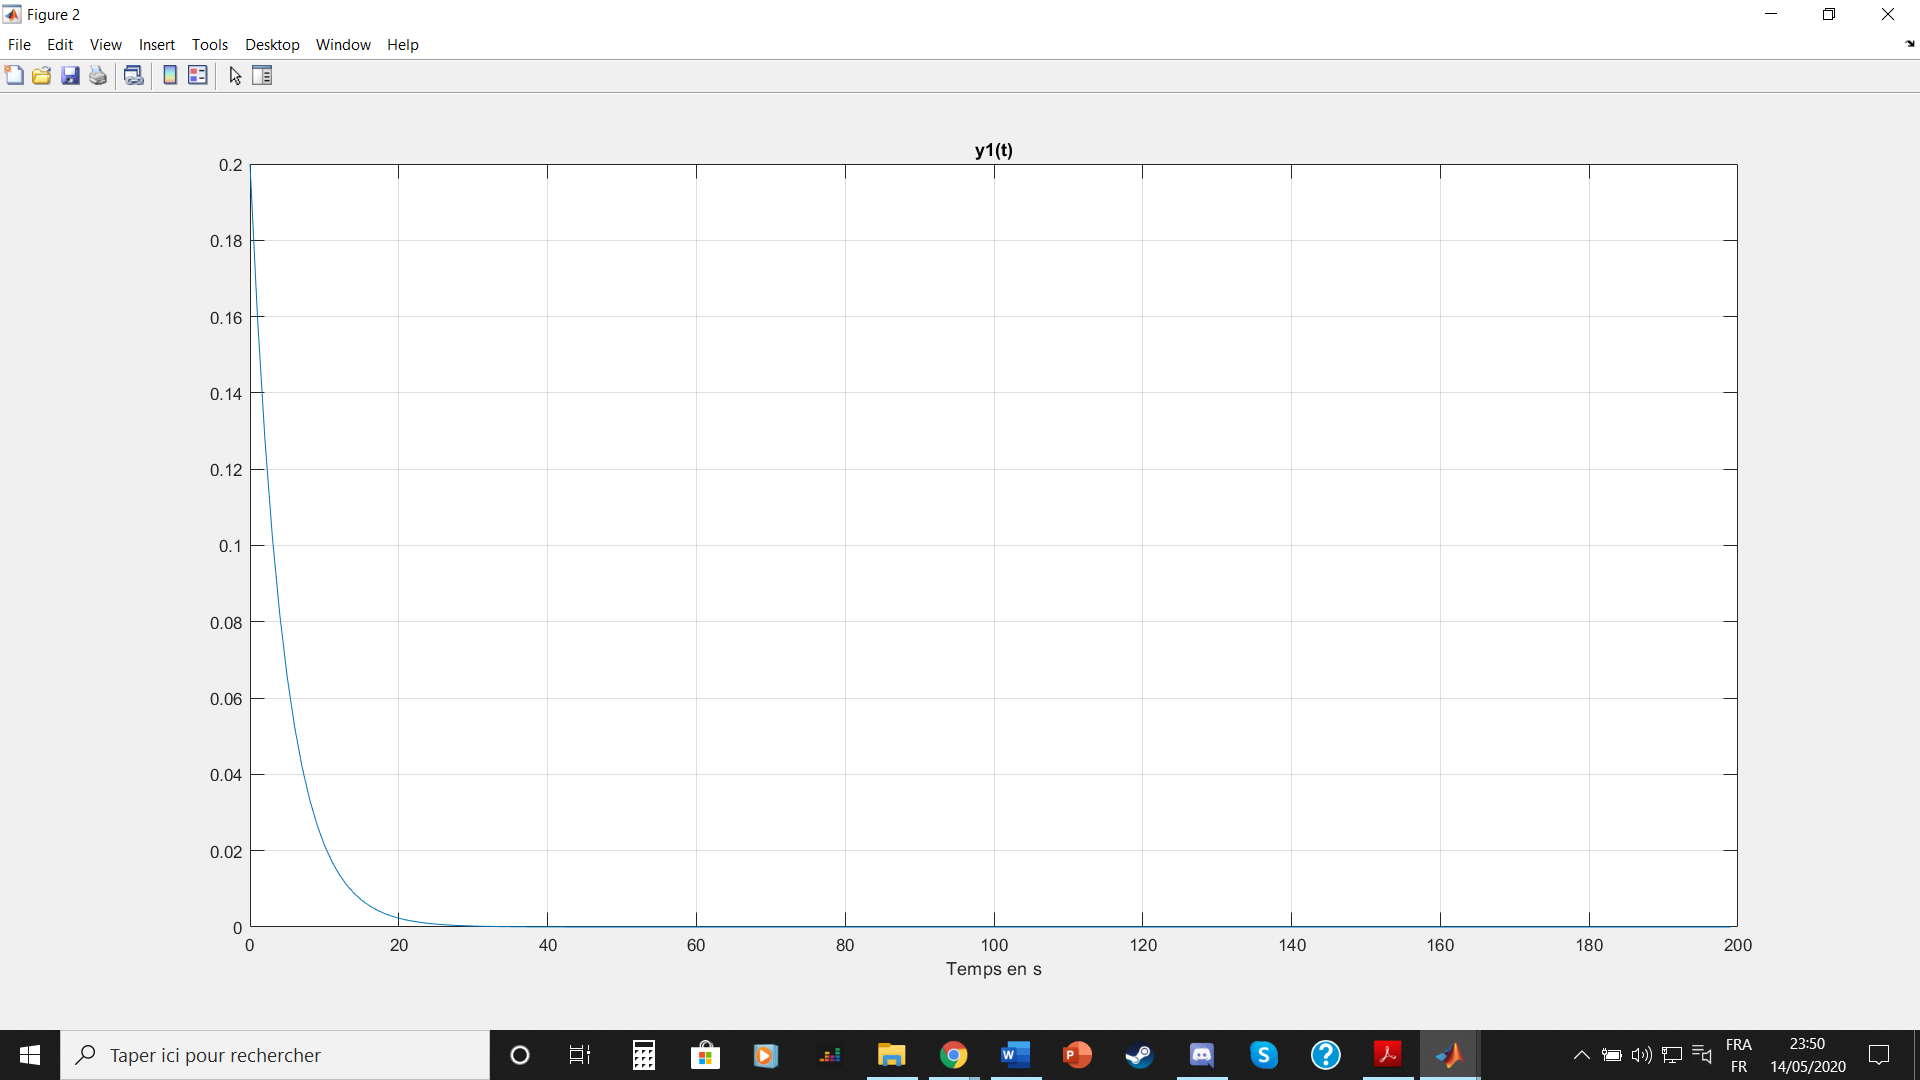 Figure 2
File Edit View Insert Tools Desktop Window Help
y1(t)
0.2
0.18
0.16
0.14
0.12
0.1
0.08
0.06
0.04
0.02
0
0 20 40 60 80 100 120 140 160 180 200
Temps en s
Taper ici pour rechercher
W
P
S
?
FRA
FR
23:50
14/05/2020